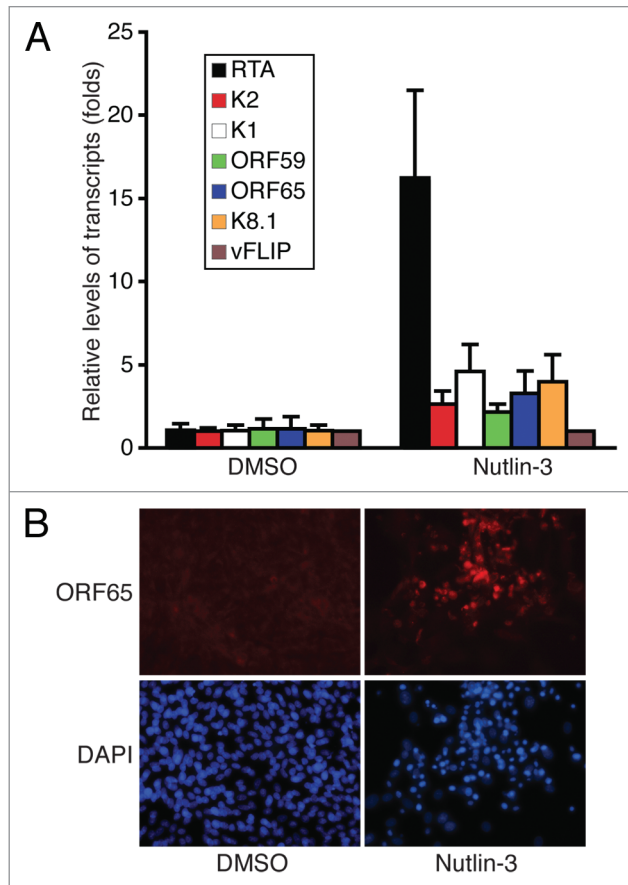 A
Relative levels of transcripts (folds)
25
20
15
10
5
0
RTA
K2
K1
ORF59
ORF65
K8.1
vFLIP
DMSO
Nutlin-3
B
ORF65
DAPI
DMSO
Nutlin-3